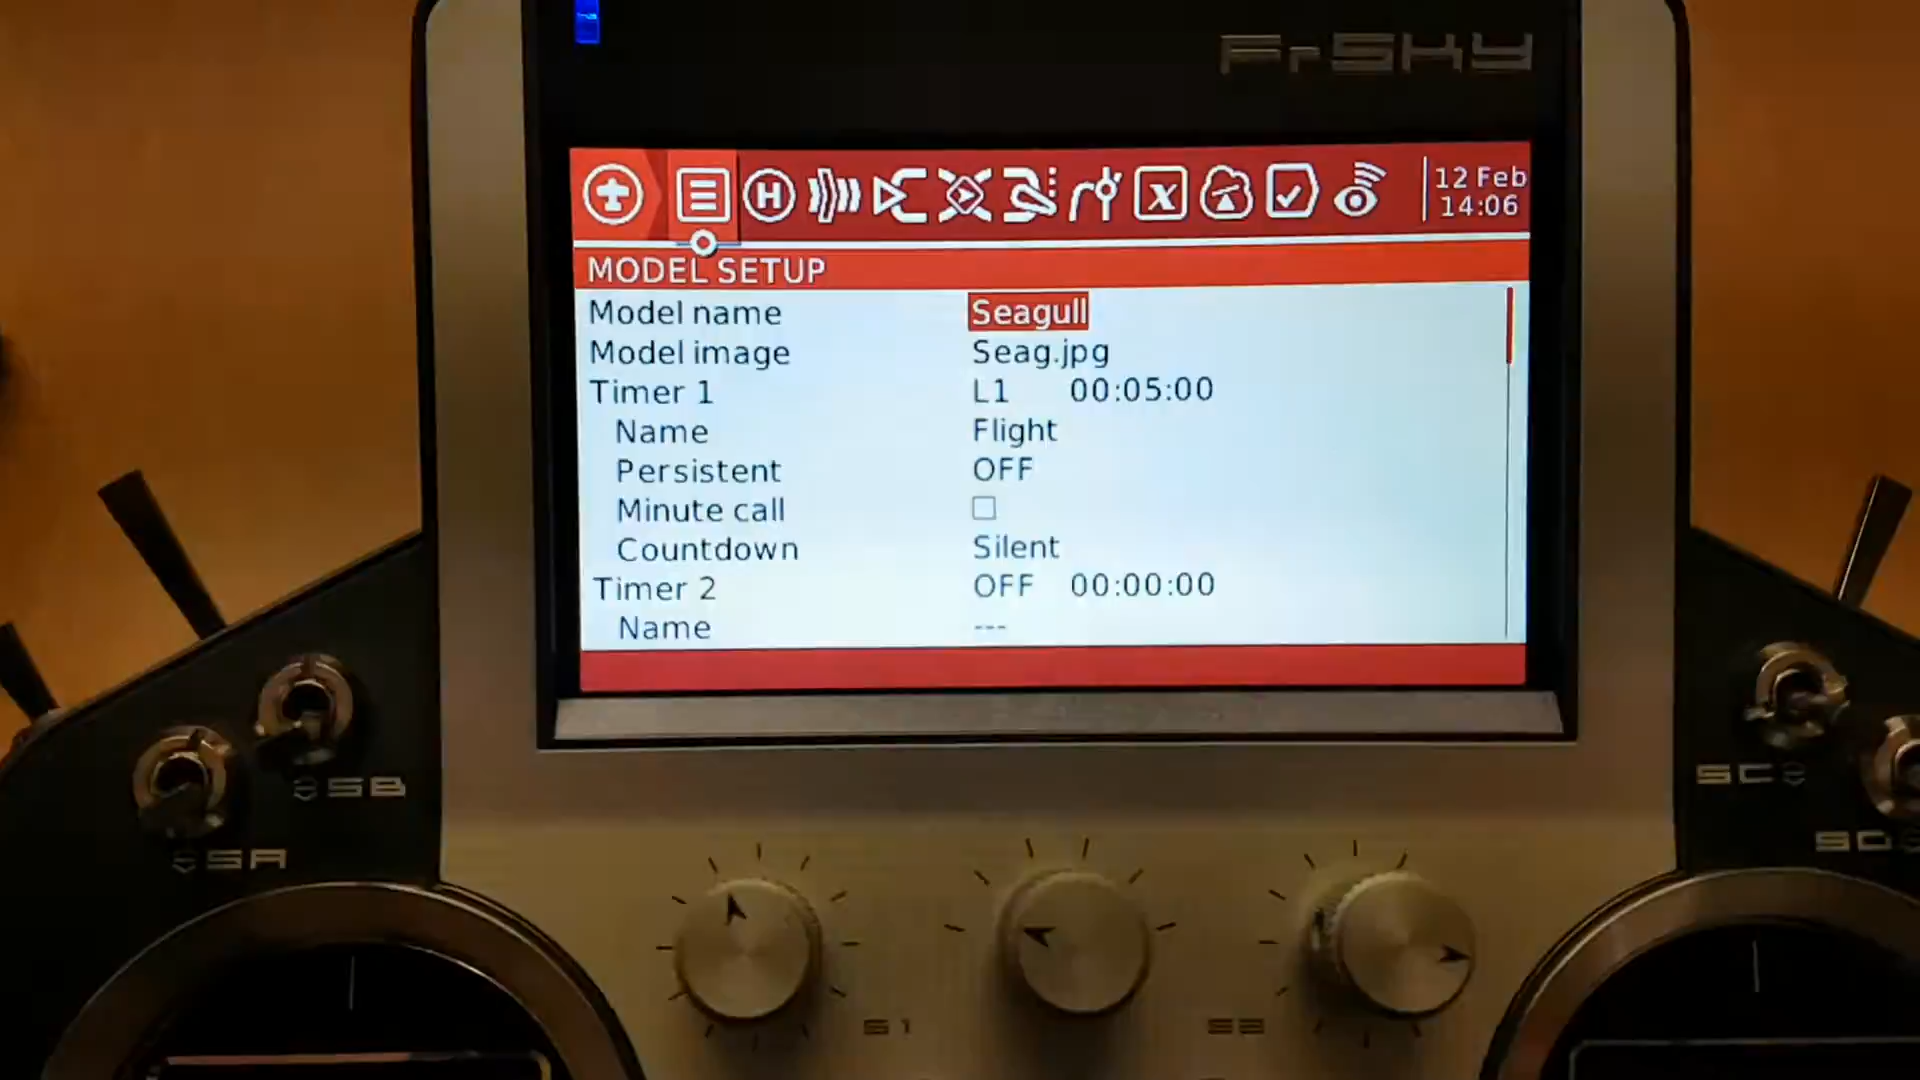 FrSKY
12 Feb
14:06
MODEL SETUP
Model name Seagull
Model image Seag.jpg
Timer 1 L1 00:05:00
Name Flight
Persistent OFF
Minute call
Countdown Silent
Timer 2 OFF 00:00:00
Name ---
SB
SA
SC
SD
S1
S2